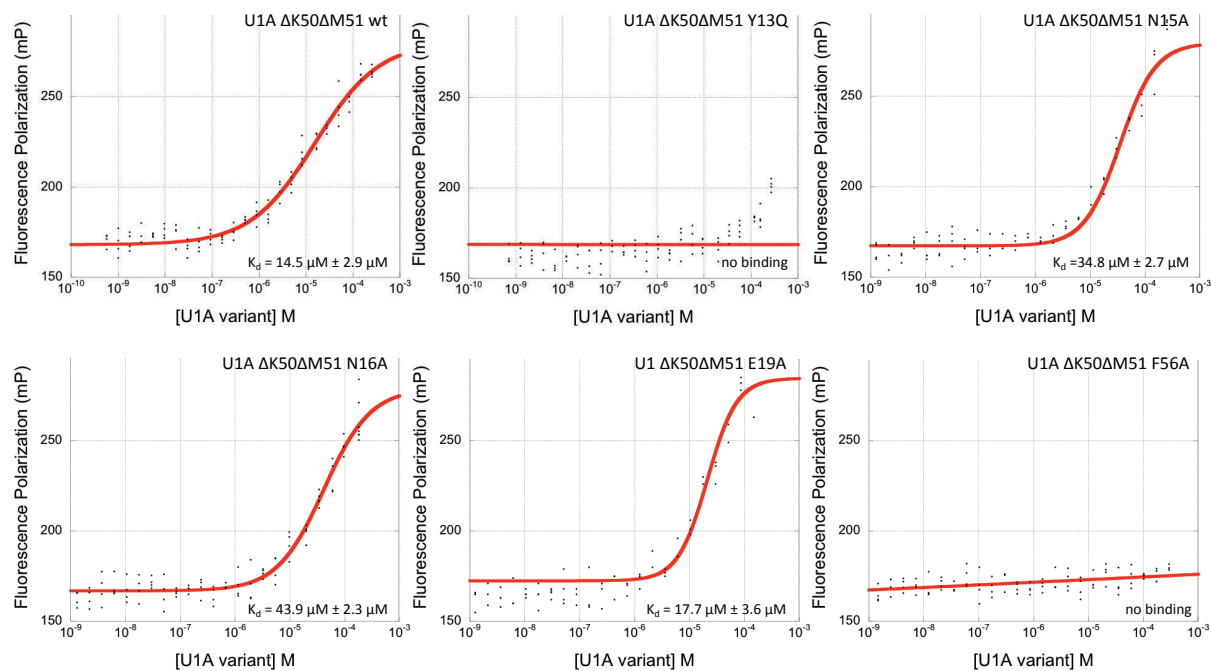 U1A ΔK50ΔM51 wt
Fluorescence Polarization (mP)
250
200
150
Kd = 14.5 µM ± 2.9 µM
10-10 10-9 10-8 10-7 10-6 10-5 10-4 10-3
[U1A variant] M
U1A ΔK50ΔM51 Y13Q
Fluorescence Polarization (mP)
250
200
150
no binding
10-10 10-9 10-8 10-7 10-6 10-5 10-4 10-3
[U1A variant] M
U1A ΔK50ΔM51 N15A
Fluorescence Polarization (mP)
250
200
150
Kd =34.8 µM ± 2.7 µM
10-9 10-8 10-7 10-6 10-5 10-4 10-3
[U1A variant] M
U1A ΔK50ΔM51 N16A
Fluorescence Polarization (mP)
250
200
150
Kd = 43.9 µM ± 2.3 µM
10-9 10-8 10-7 10-6 10-5 10-4 10-3
[U1A variant] M
U1 ΔK50ΔM51 E19A
Fluorescence Polarization (mP)
250
200
150
Kd = 17.7 µM ± 3.6 µM
10-9 10-8 10-7 10-6 10-5 10-4 10-3
[U1A variant] M
U1A ΔK50ΔM51 F56A
Fluorescence Polarization (mP)
250
200
150
no binding
10-9 10-8 10-7 10-6 10-5 10-4 10-3
[U1A variant] M